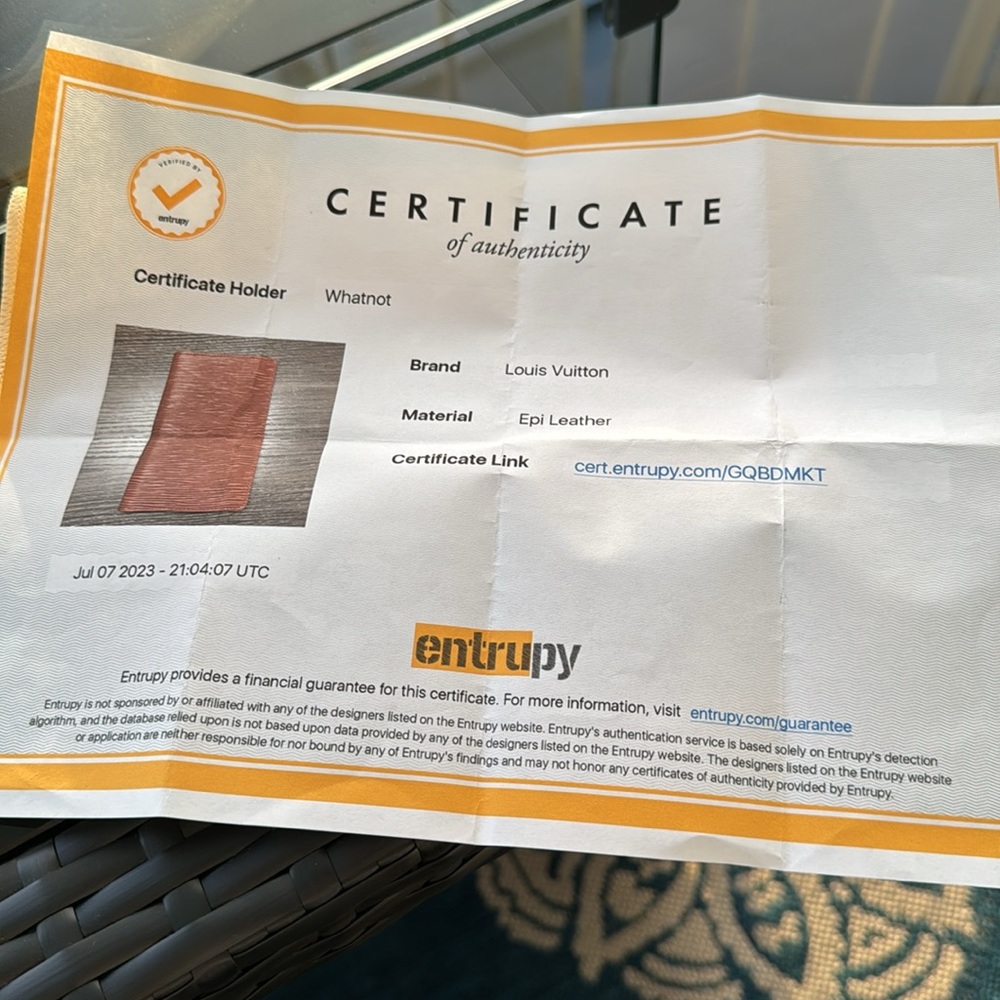 VERIFIED BY
entrupy
CERTIFICATE
of authenticity
Certificate Holder Whatnot
Brand Louis Vuitton
Material Epi Leather
Certificate Link cert.entrupy.com/GQBDMKT
Jul 07 2023 - 21:04:07 UTC
entrupy
Entrupy provides a financial guarantee for this certificate. For more information, visit entrupy.com/guarantee
Entrupy is not sponsored by or affiliated with any of the designers listed on the Entrupy website. Entrupy's authentication service is based solely on Entrupy's detection
algorithm, and the database relied upon is not based upon data provided by any of the designers listed on the Entrupy website. The designers listed on the Entrupy website
or application are neither responsible for nor bound by any of Entrupy's findings and may not honor any certificates of authenticity provided by Entrupy.